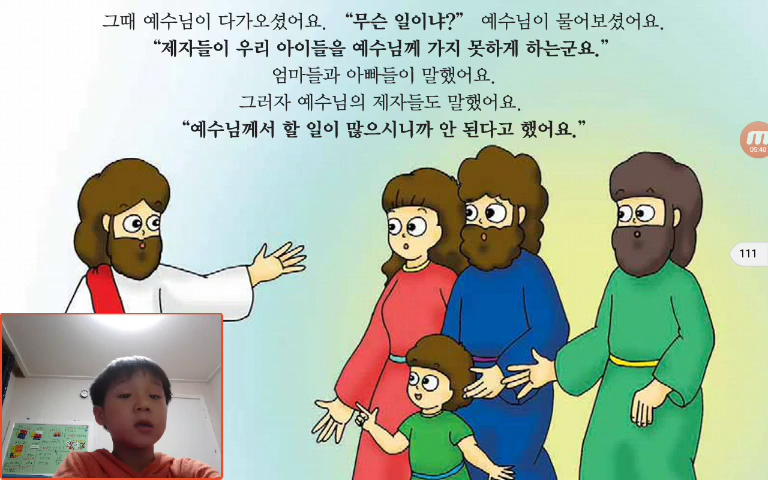 그때 예수님이 다가오셨어요. “무슨 일이냐?” 예수님이 물어보셨어요.
“제자들이 우리 아이들을 예수님께 가지 못하게 하는군요.”
엄마들과 아빠들이 말했어요.
그러자 예수님의 제자들도 말했어요.
“예수님께서 할 일이 많으시니까 안 된다고 했어요.”
05:40
111